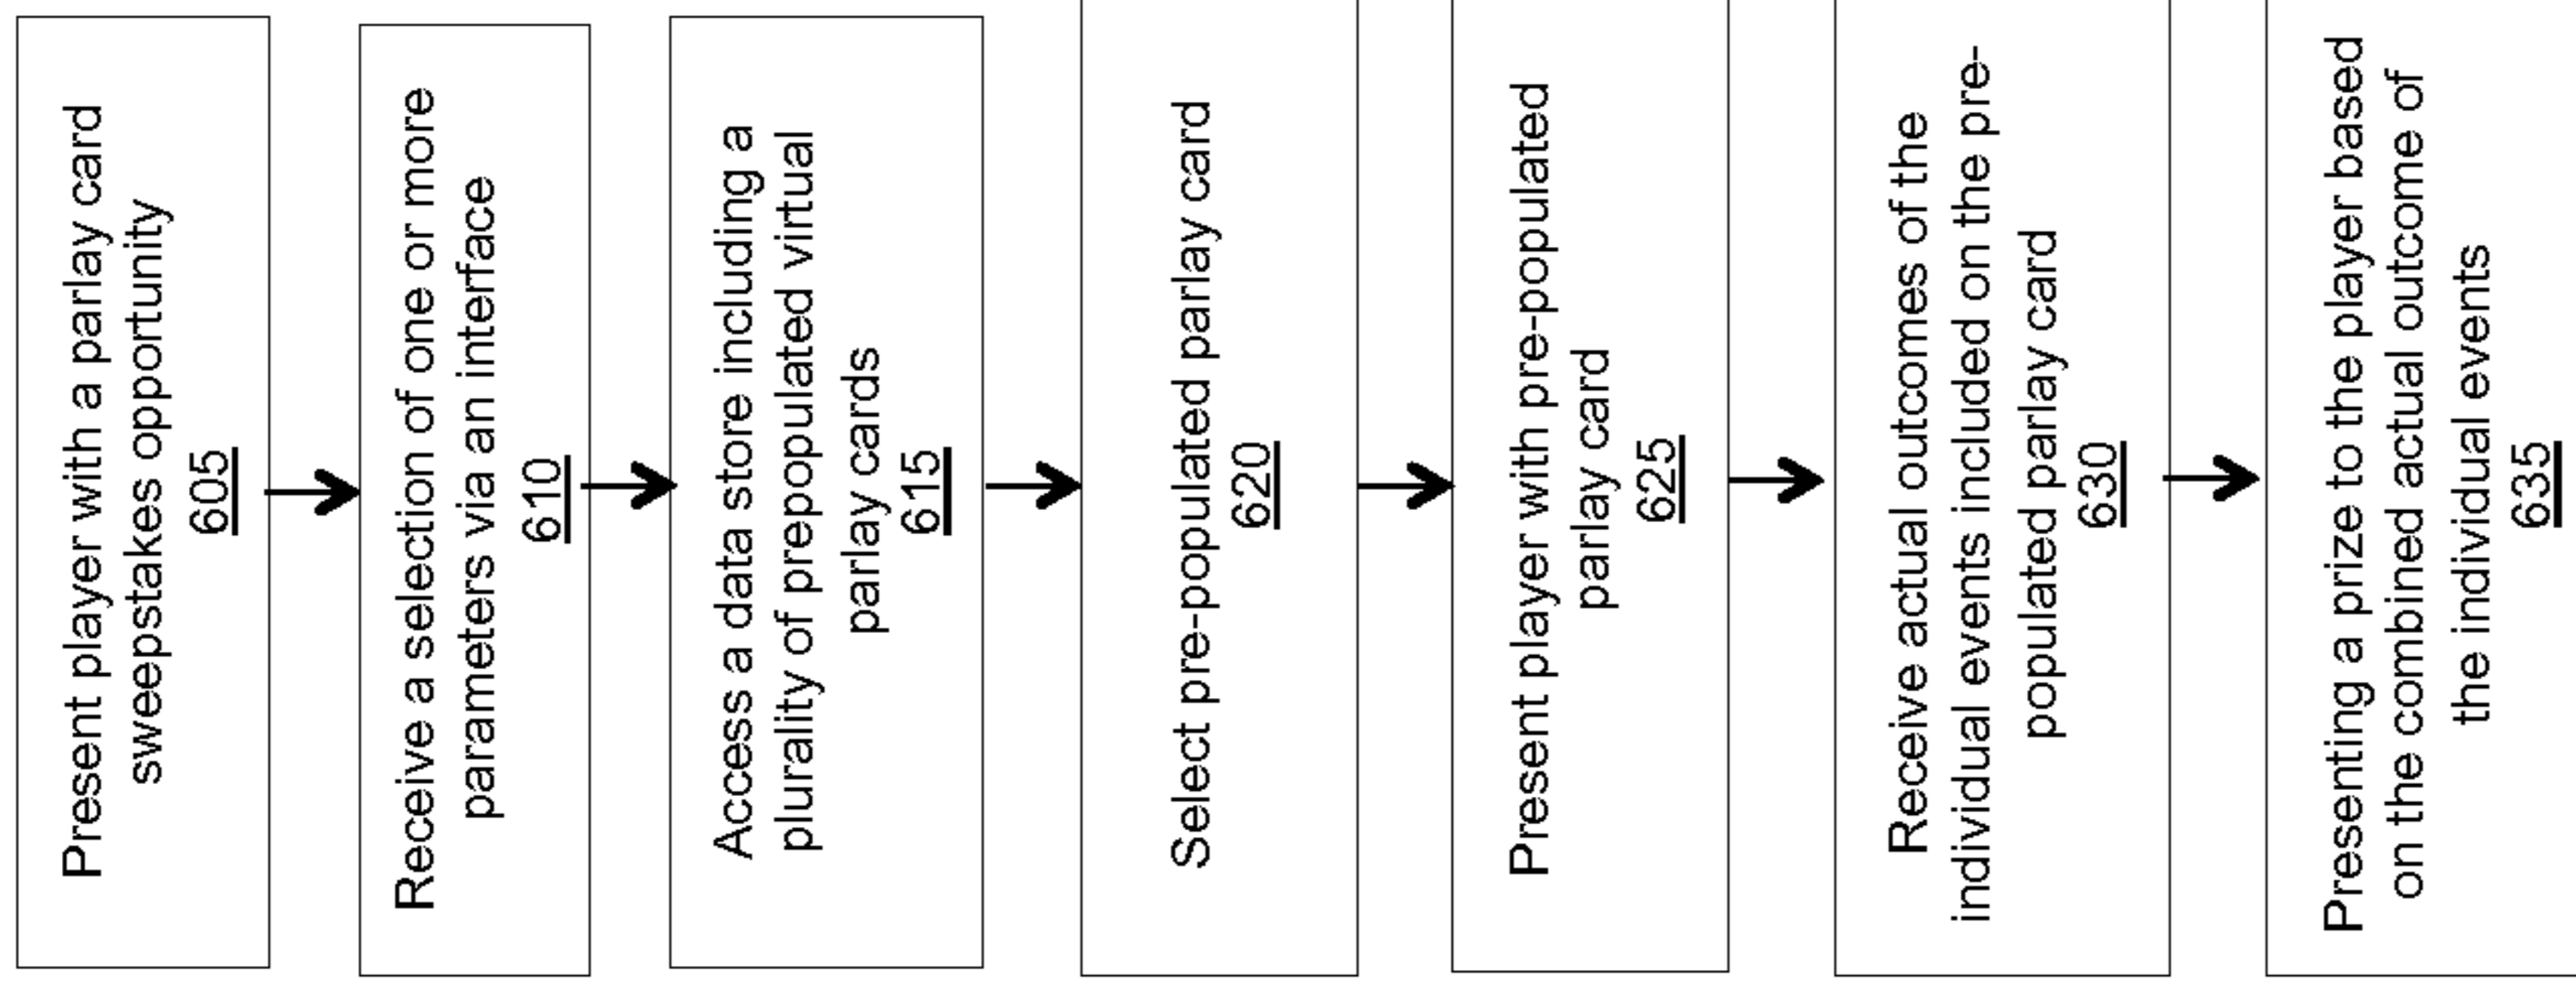 Present player with a parlay card
sweepstakes opportunity
605
Receive a selection of one or more
parameters via an interface
610
Access a data store including a
plurality of prepopulated virtual
parlay cards
615
Select pre-populated parlay card
620
Present player with pre-populated
parlay card
625
Receive actual outcomes of the
individual events included on the pre-
populated parlay card
630
Presenting a prize to the player based
on the combined actual outcome of
the individual events
635